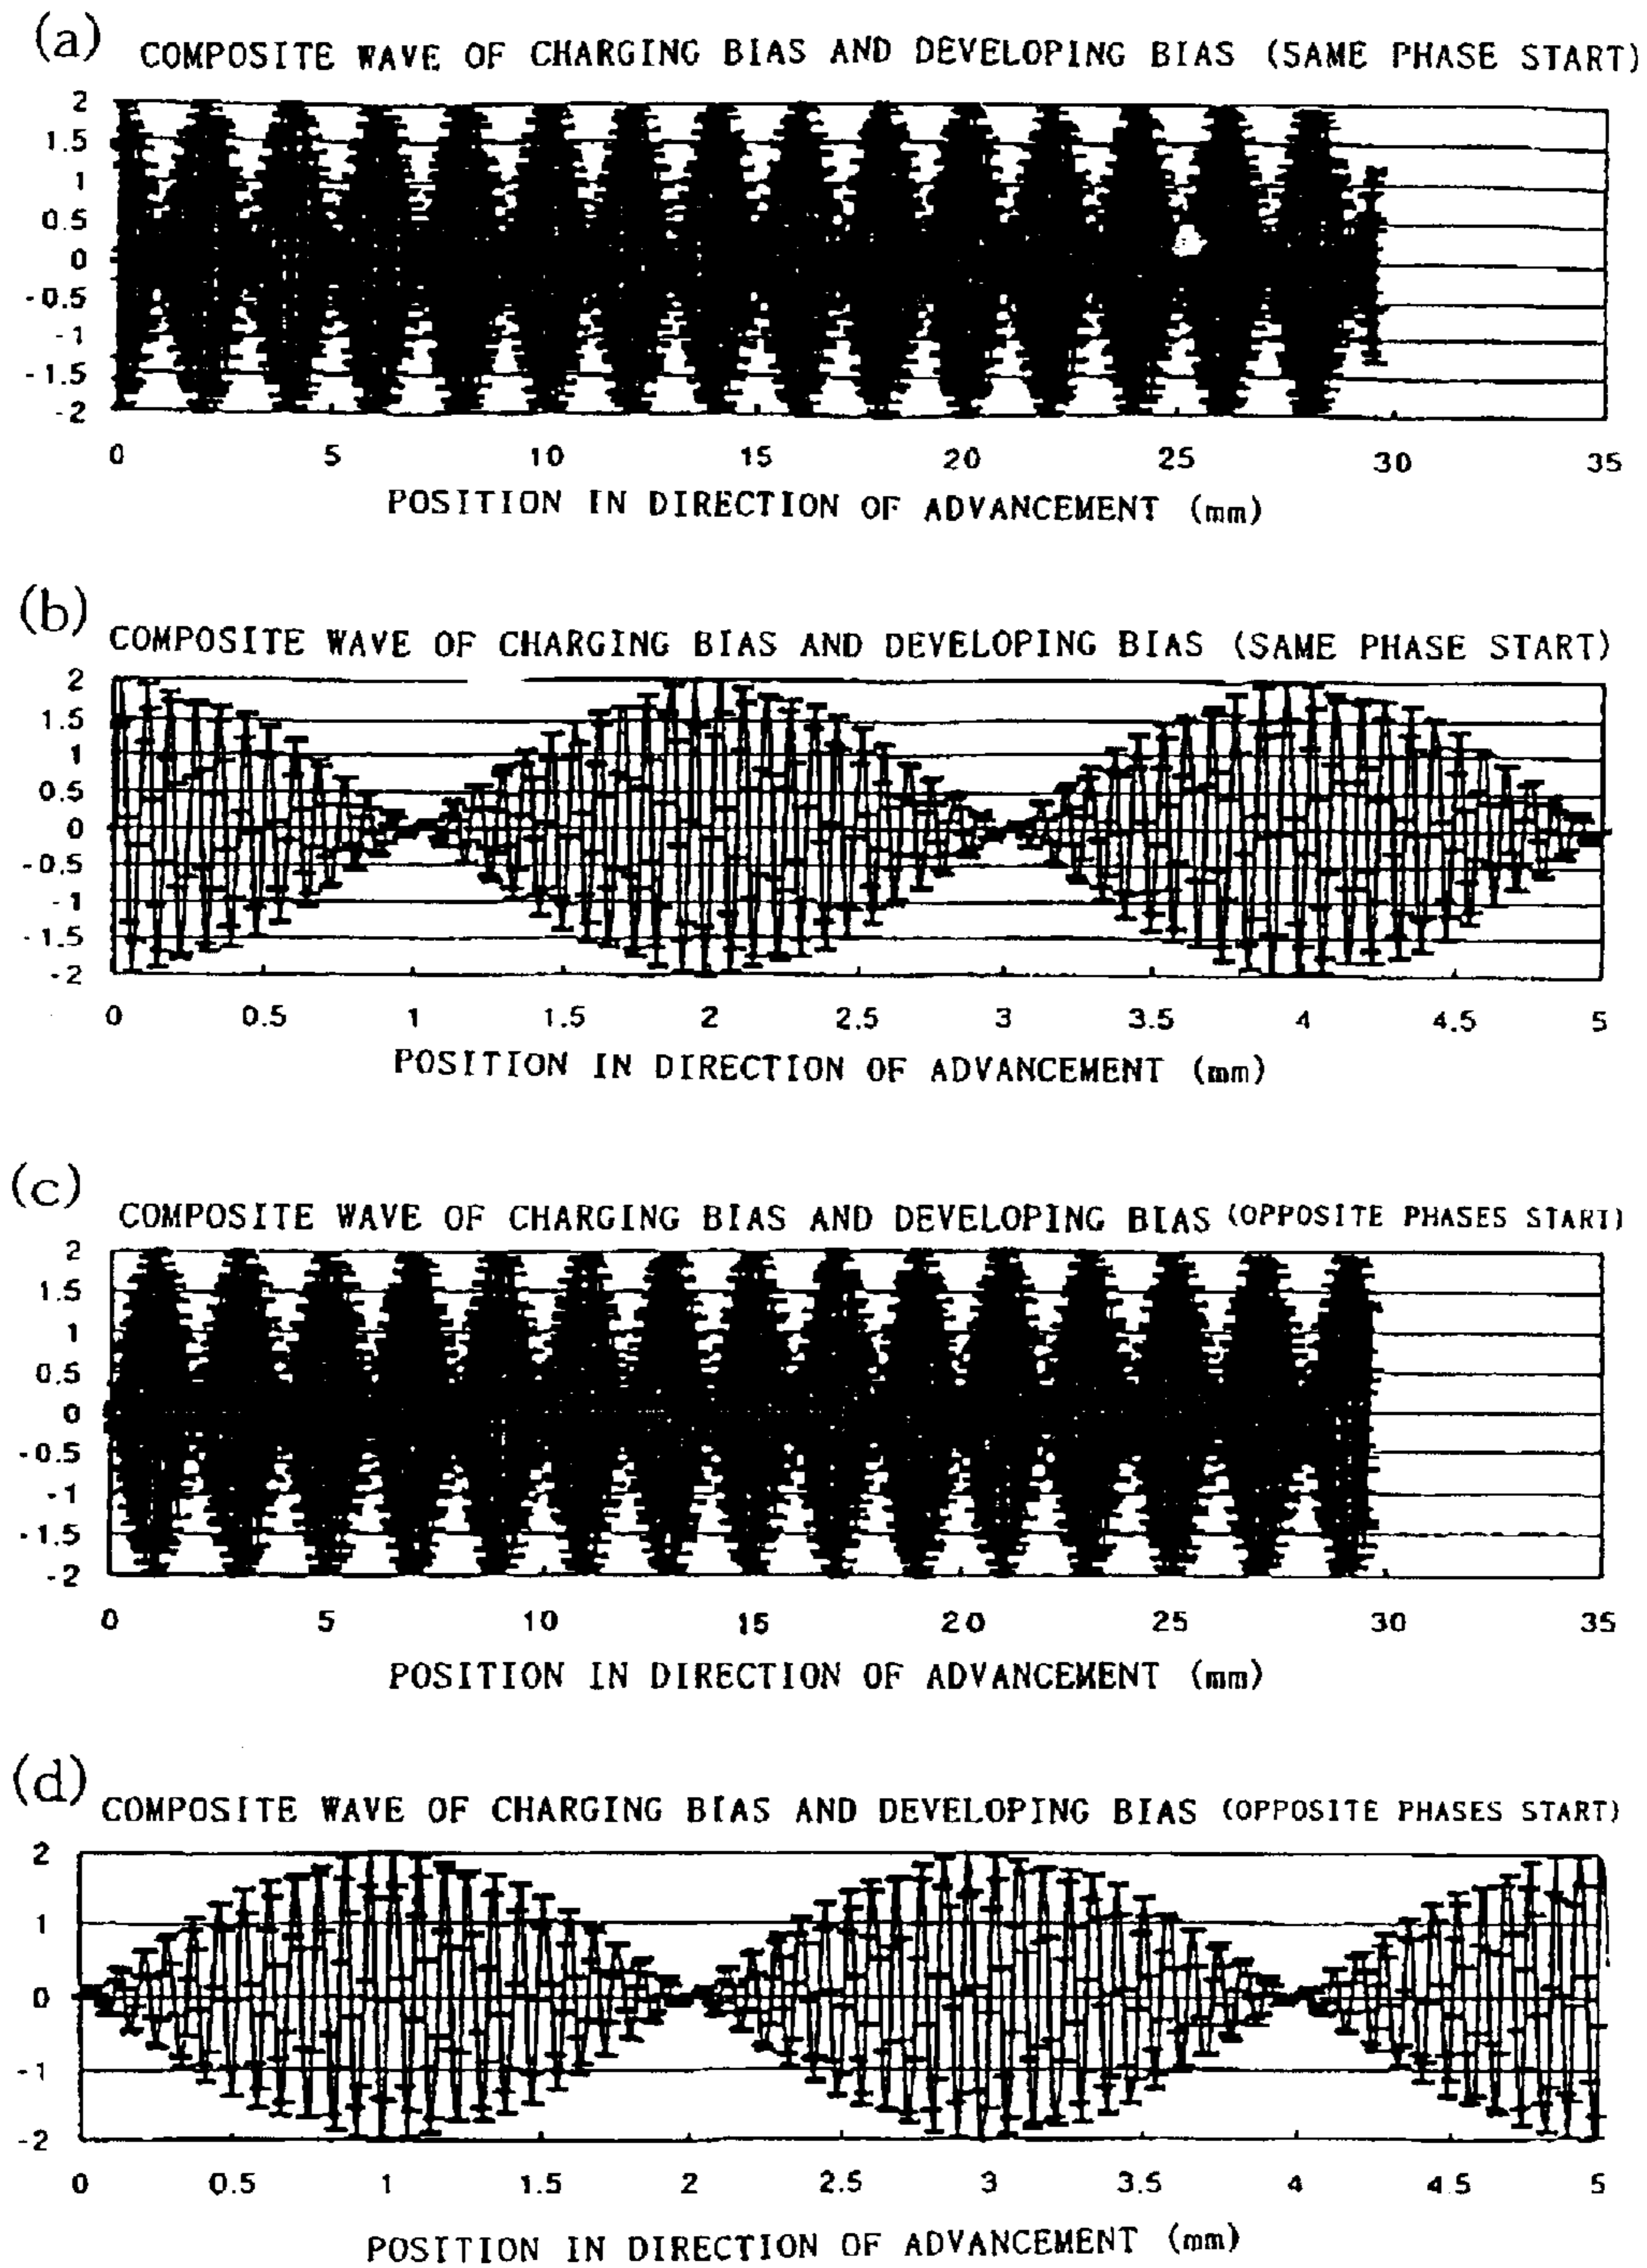 (a)
COMPOSITE WAVE OF CHARGING BIAS AND DEVELOPING BIAS (SAME PHASE START)
2
1.5
1
0.5
0
-0.5
-1
-1.5
-2
0 5 10 15 20 25 30 35
POSITION IN DIRECTION OF ADVANCEMENT (mm)
(b)
COMPOSITE WAVE OF CHARGING BIAS AND DEVELOPING BIAS (SAME PHASE START)
2
1.5
1
0.5
0
-0.5
-1
-1.5
-2
0 0.5 1 1.5 2 2.5 3 3.5 4 4.5 5
POSITION IN DIRECTION OF ADVANCEMENT (mm)
(c)
COMPOSITE WAVE OF CHARGING BIAS AND DEVELOPING BIAS (OPPOSITE PHASES START)
2
1.5
1
0.5
0
-0.5
-1
-1.5
-2
0 5 10 15 20 25 30 35
POSITION IN DIRECTION OF ADVANCEMENT (mm)
(d)
COMPOSITE WAVE OF CHARGING BIAS AND DEVELOPING BIAS (OPPOSITE PHASES START)
2
1
0
-1
-2
0 0.5 1 1.5 2 2.5 3 3.5 4 4.5 5
POSITION IN DIRECTION OF ADVANCEMENT (mm)